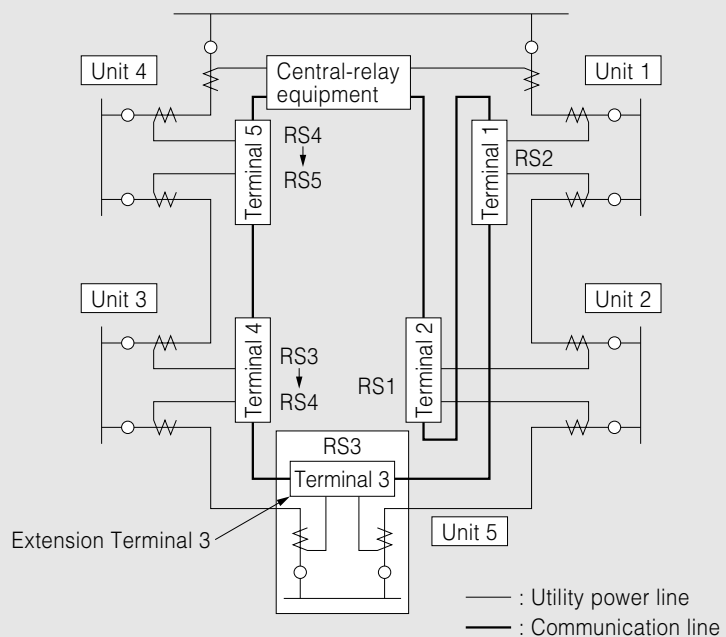 Unit 4
Central-relay
equipment
Unit 1
Terminal 5
RS4
RS5
Terminal 1
RS2
Unit 3
Unit 2
Terminal 4
RS3
RS4
RS1
Terminal 2
RS3
Terminal 3
Extension Terminal 3
Unit 5
: Utility power line
: Communication line